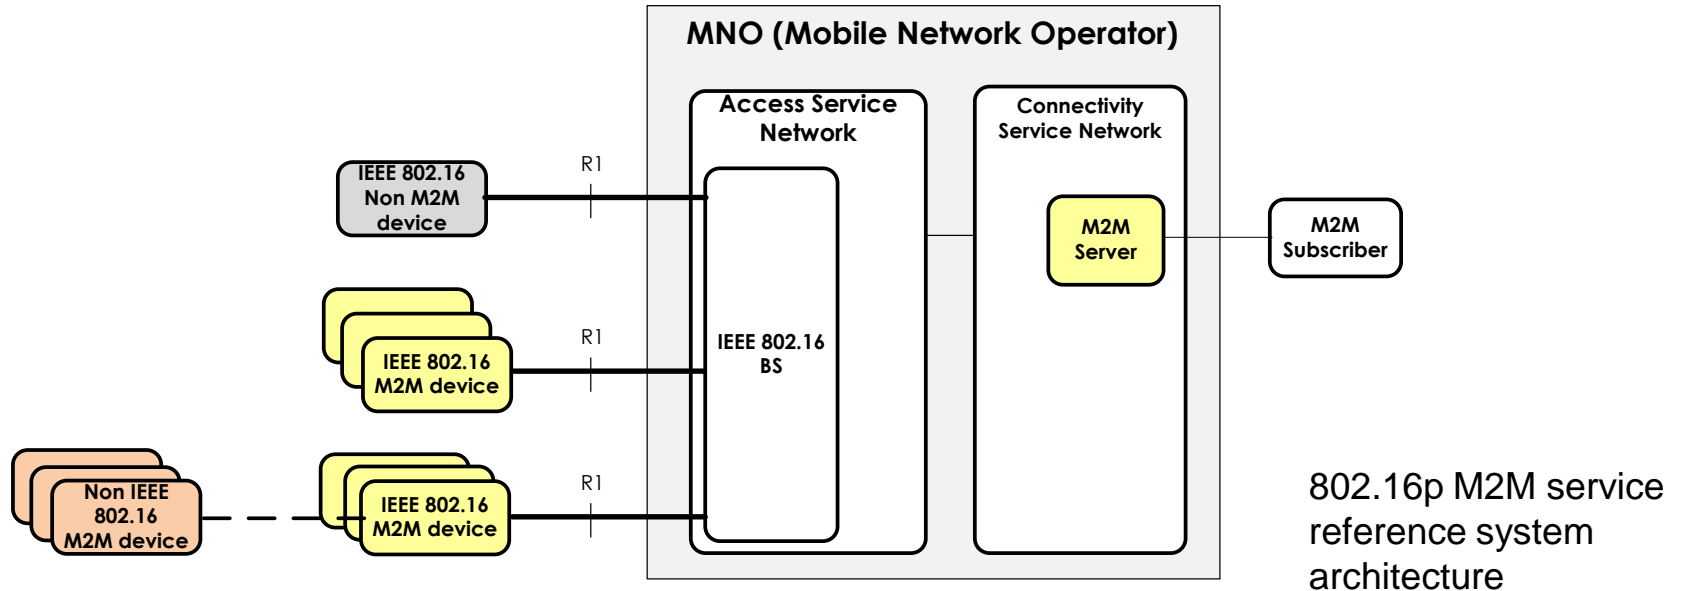 MNO (Mobile Network Operator)
Access Service
Network
Connectivity
Service Network
IEEE 802.16
Non M2M
device
R1
M2M
Server
M2M
Subscriber
IEEE 802.16
M2M device
R1
IEEE 802.16
BS
Non IEEE
802.16
M2M device
IEEE 802.16
M2M device
R1
802.16p M2M service
reference system
architecture